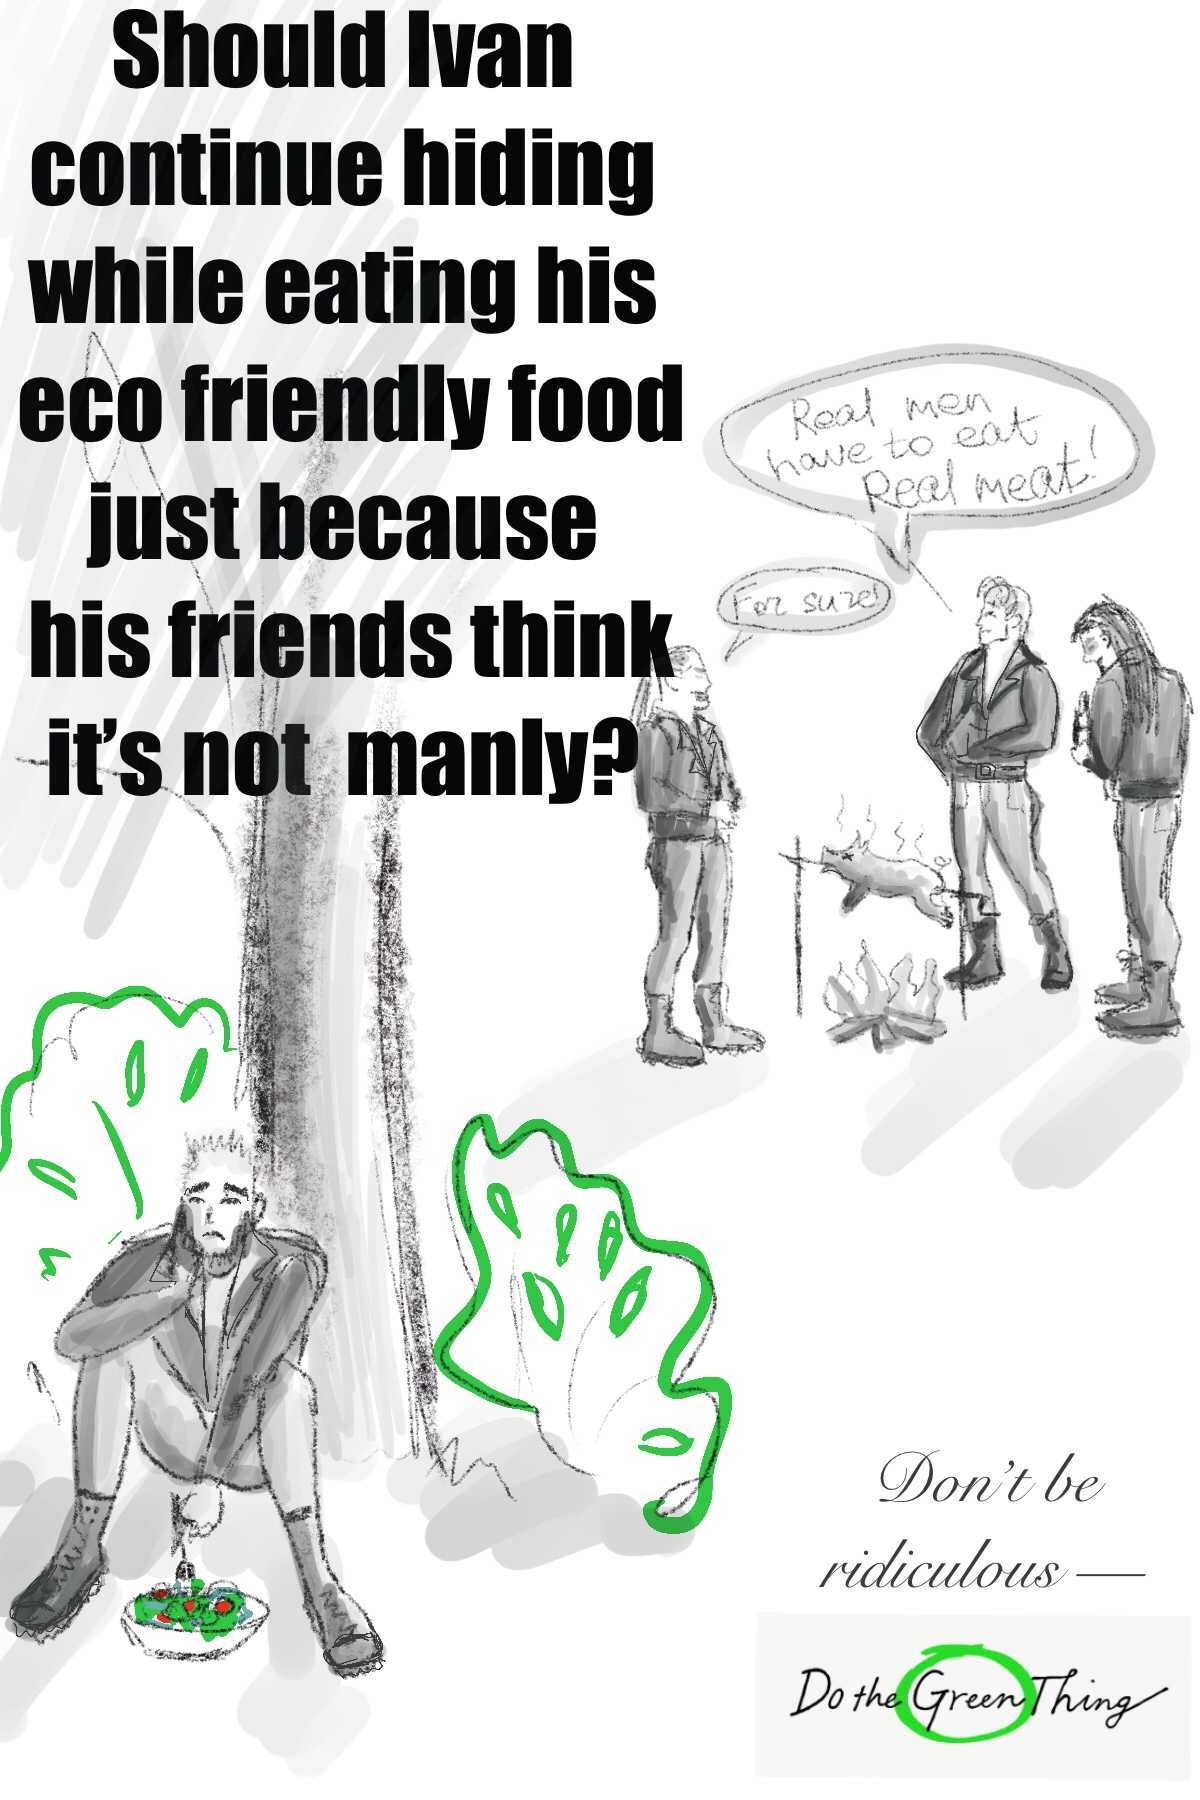 Should Ivan
continue hiding
while eating his
eco friendly food
just because
his friends think
it's not manly?
Real men
have to eat
Real meat!
For sure!
Don't be
ridiculous —
Do the Green Thing